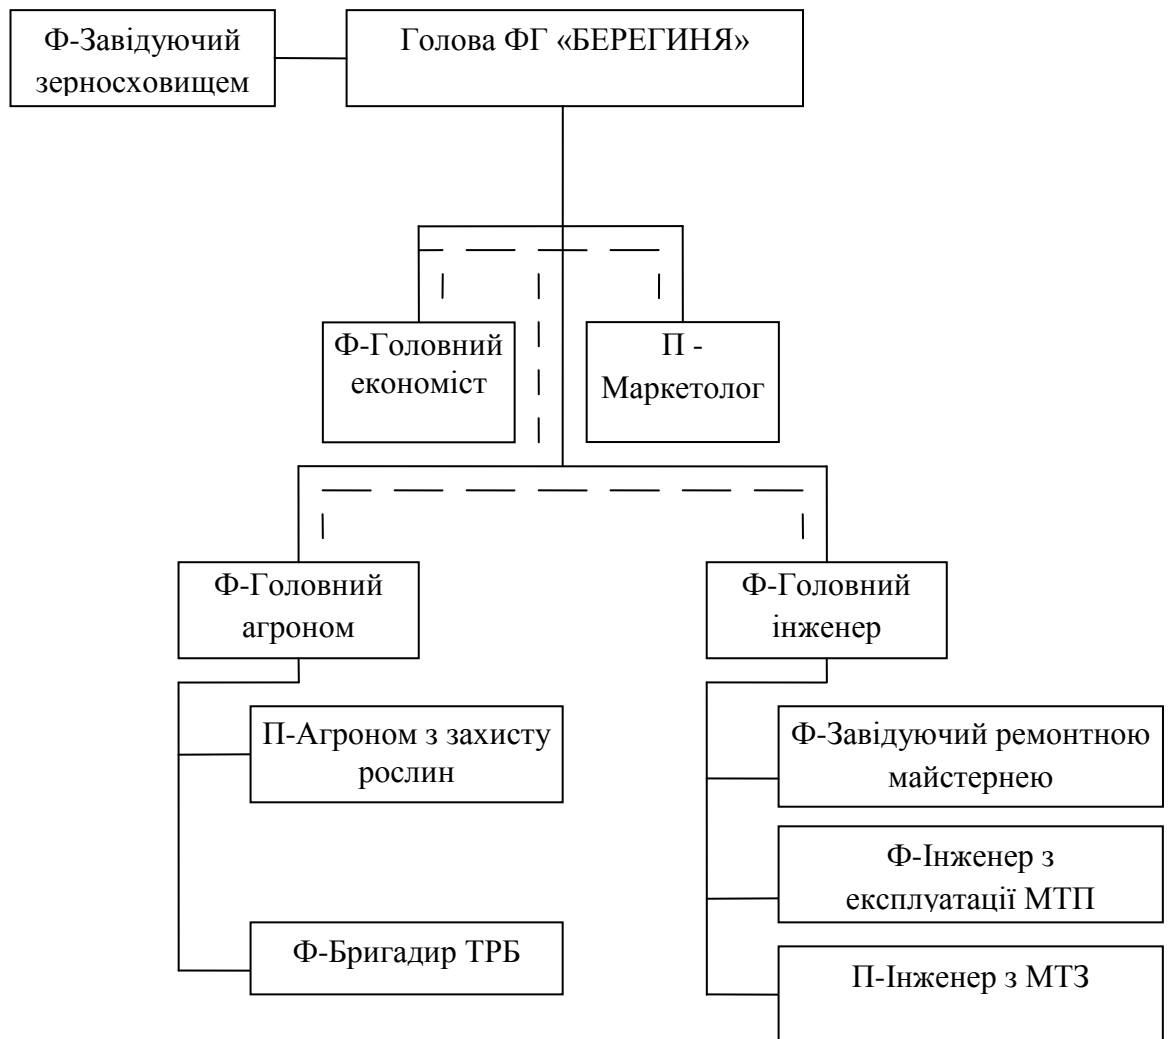 Ф-Завідуючий
зерносховищем
Голова ФГ «БЕРЕГИНЯ»
Ф-Головний
економіст
П -
Маркетолог
Ф-Головний
агроном
Ф-Головний
інженер
П-Агроном з захисту
рослин
Ф-Бригадир ТРБ
Ф-Завідуючий ремонтною
майстернею
Ф-Інженер з
експлуатації МТП
П-Інженер з МТЗ